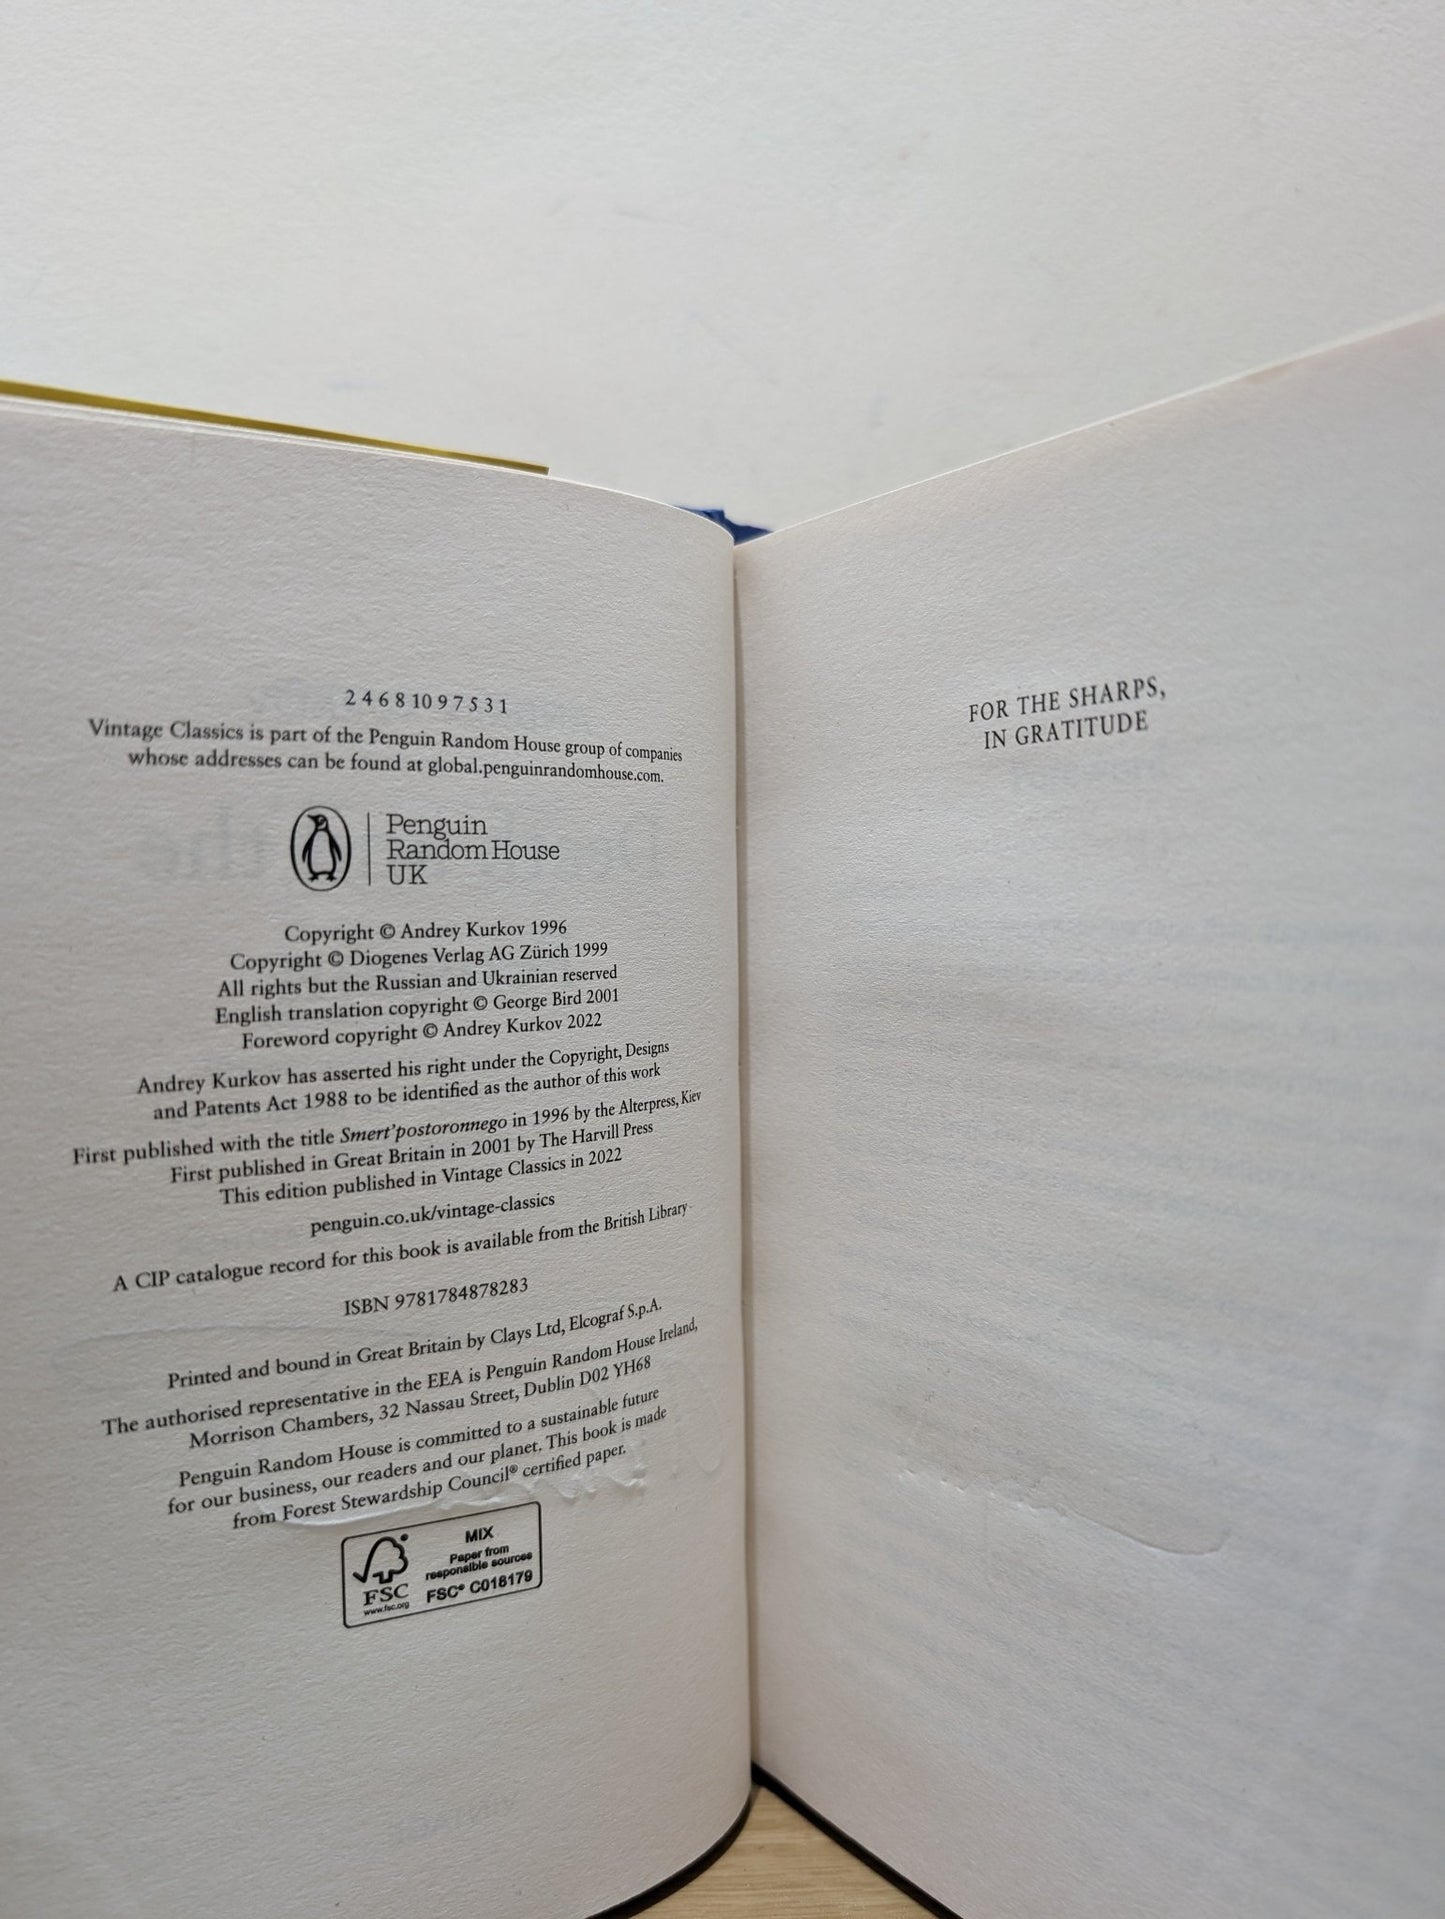 2 4 6 8 10 9 7 5 3 1
Vintage Classics is part of the Penguin Random House group of companies
whose addresses can be found at global.penguinrandomhouse.com.
Penguin
Random House
UK
Copyright © Andrey Kurkov 1996
Copyright © Diogenes Verlag AG Zürich 1999
All rights but the Russian and Ukrainian reserved
English translation copyright © George Bird 2001
Foreword copyright © Andrey Kurkov 2022
Andrey Kurkov has asserted his right under the Copyright, Designs
and Patents Act 1988 to be identified as the author of this work
First published with the title Smert'postoronnego in 1996 by the Alterpress, Kiev
First published in Great Britain in 2001 by The Harvill Press
This edition published in Vintage Classics in 2022
penguin.co.uk/vintage-classics
A CIP catalogue record for this book is available from the British Library
ISBN 9781784878283
Printed and bound in Great Britain by Clays Ltd, Elcograf S.p.A.
The authorised representative in the EEA is Penguin Random House Ireland,
Morrison Chambers, 32 Nassau Street, Dublin D02 YH68
Penguin Random House is committed to a sustainable future
for our business, our readers and our planet. This book is made
from Forest Stewardship Council® certified paper.
MIX
Paper from
responsible sources
FSC® C018179
FSC
www.fsc.org
FOR THE SHARPS,
IN GRATITUDE